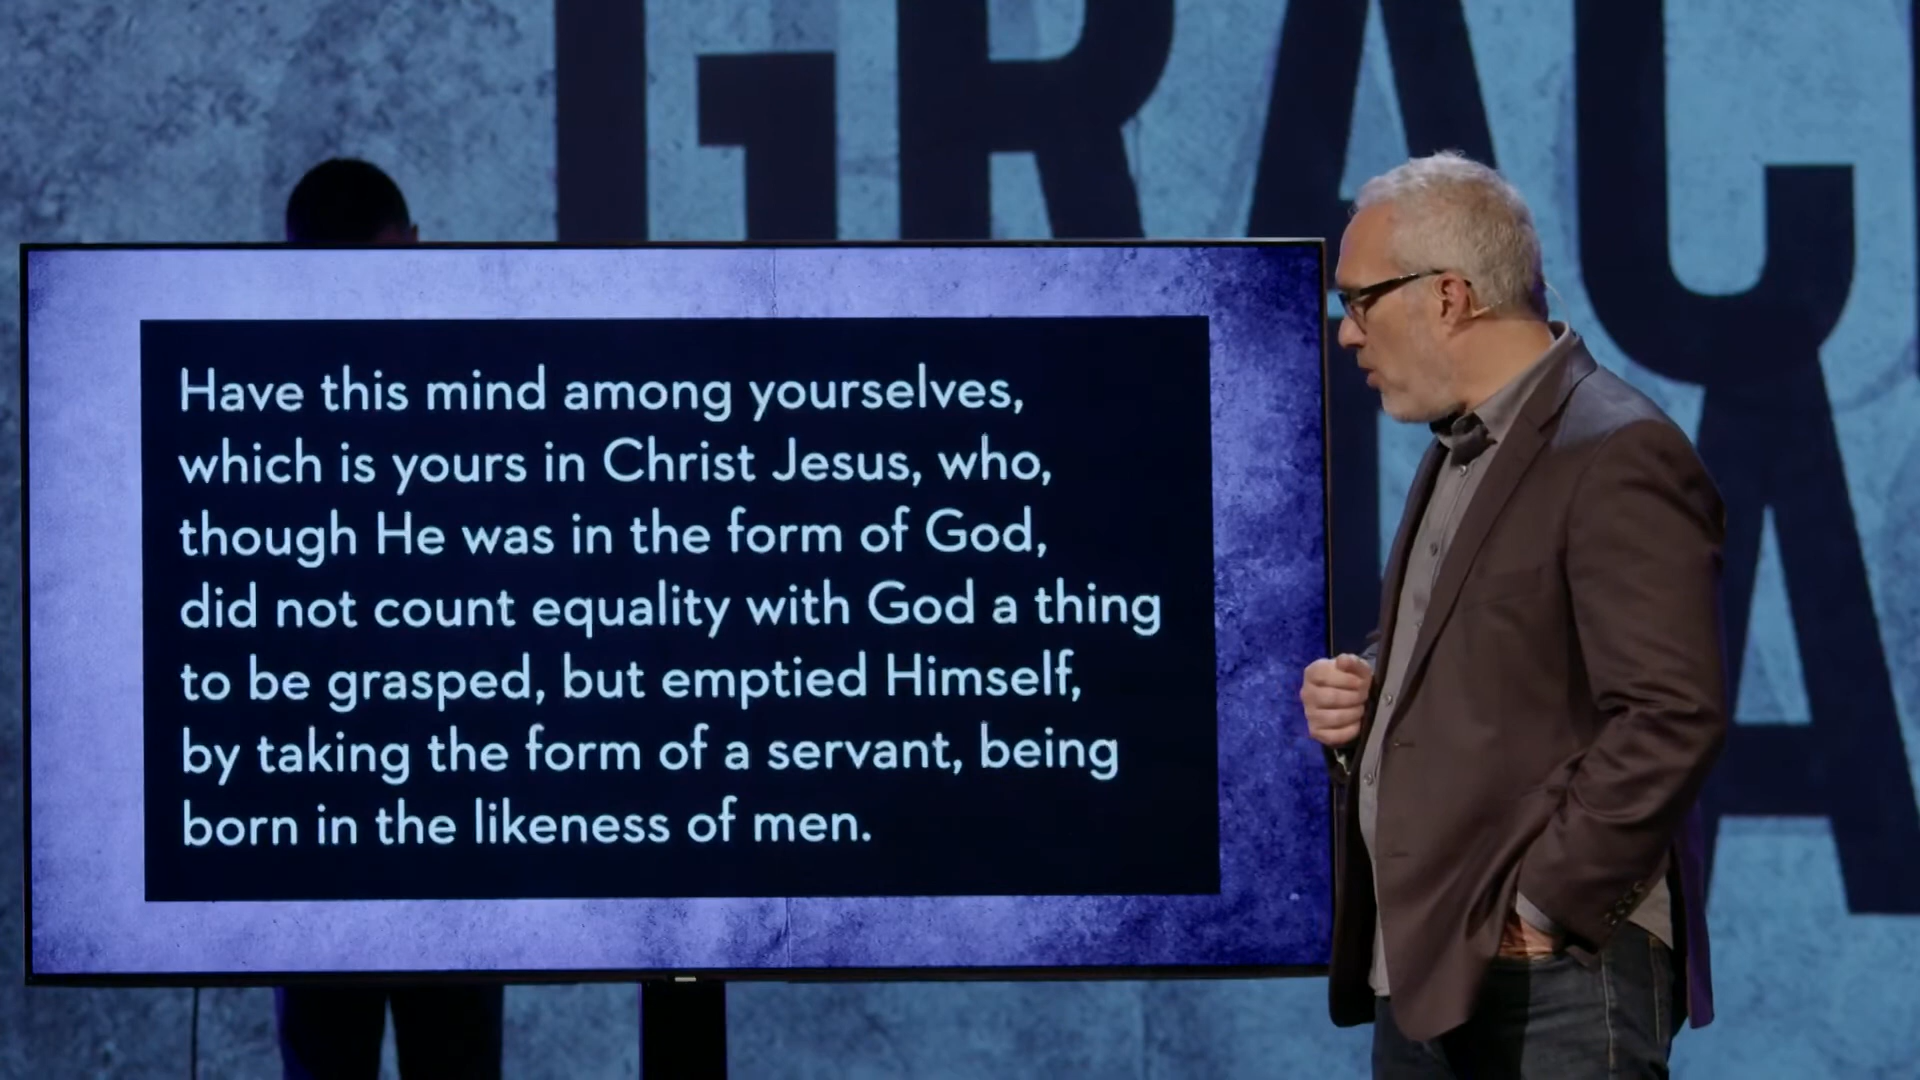 GRAC
Have this mind among yourselves,
which is yours in Christ Jesus, who,
though He was in the form of God,
did not count equality with God a thing
to be grasped, but emptied Himself,
by taking the form of a servant, being
born in the likeness of men.